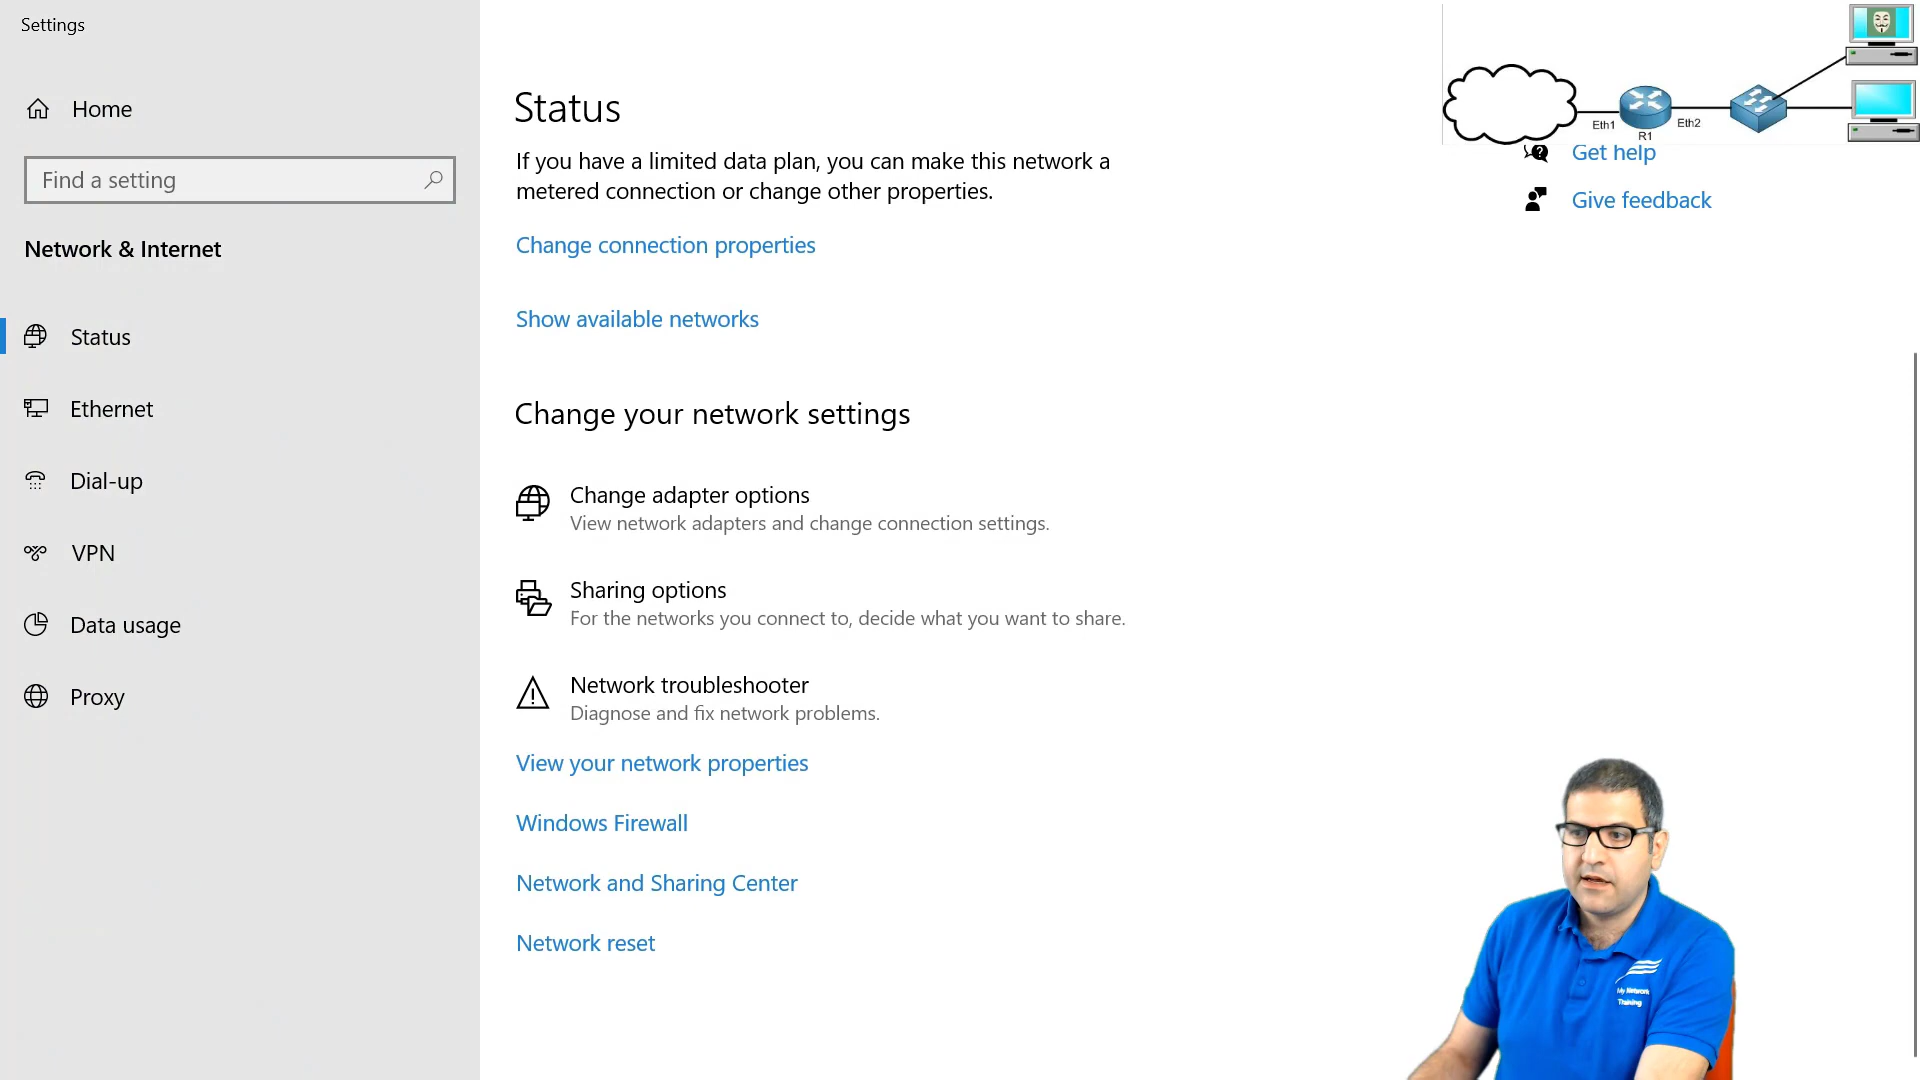 Settings
Home
Find a setting
Network & Internet
Status
Ethernet
Dial-up
VPN
Data usage
Proxy
Status
If you have a limited data plan, you can make this network a
metered connection or change other properties.
Change connection properties
Show available networks
Change your network settings
Change adapter options
View network adapters and change connection settings.
Sharing options
For the networks you connect to, decide what you want to share.
Network troubleshooter
Diagnose and fix network problems.
View your network properties
Windows Firewall
Network and Sharing Center
Network reset
Eth1
R1
Eth2
Get help
Give feedback
My Network
Training